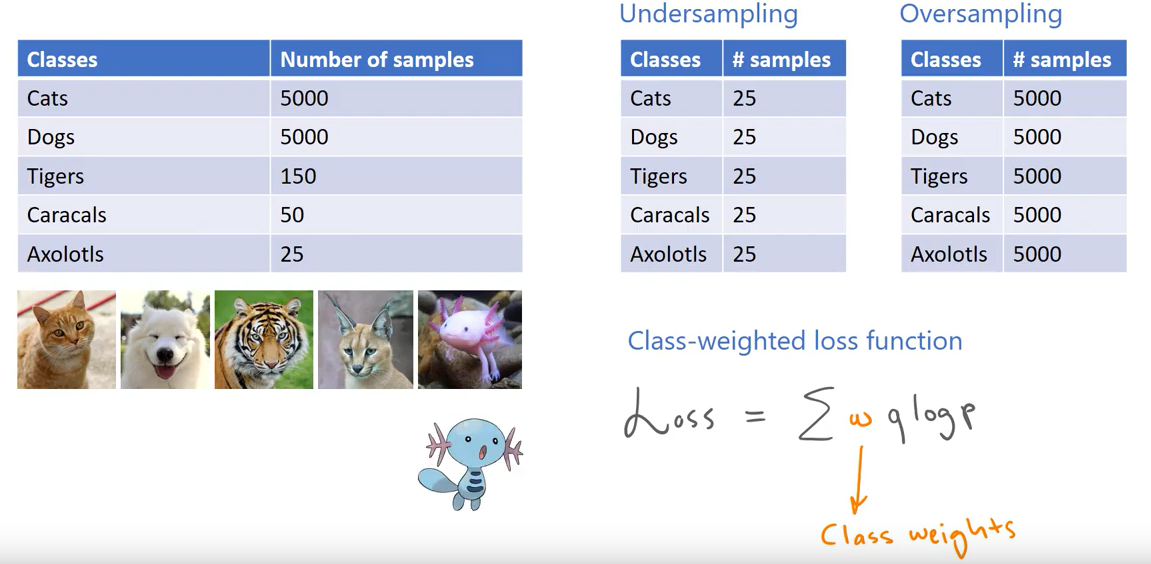 Classes Number of samples
Cats 5000
Dogs 5000
Tigers 150
Caracals 50
Axolotls 25
Undersampling
Classes # samples
Cats 25
Dogs 25
Tigers 25
Caracals 25
Axolotls 25
Oversampling
Classes # samples
Cats 5000
Dogs 5000
Tigers 5000
Caracals 5000
Axolotls 5000
Class-weighted loss function
Loss = ∑ w q log p
Class weights